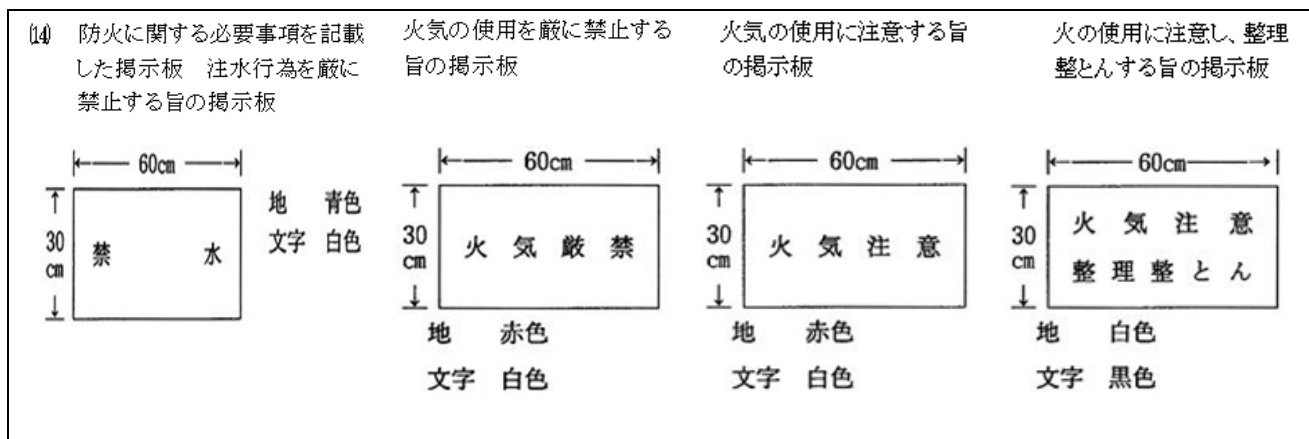 (14) 防火に関する必要事項を記載
した掲示板 注水行為を厳に
禁止する旨の掲示板
60cm
30
cm
禁 水
地 青色
文字 白色
火気の使用を厳に禁止する
旨の掲示板
60cm
30
cm
火 気 厳 禁
地 赤色
文字 白色
火気の使用に注意する旨
の掲示板
60cm
30
cm
火 気 注 意
地 赤色
文字 白色
火の使用に注意し、整理
整とんする旨の掲示板
60cm
30
cm
火 気 注 意
整 理 整 と ん
地 白色
文字 黒色